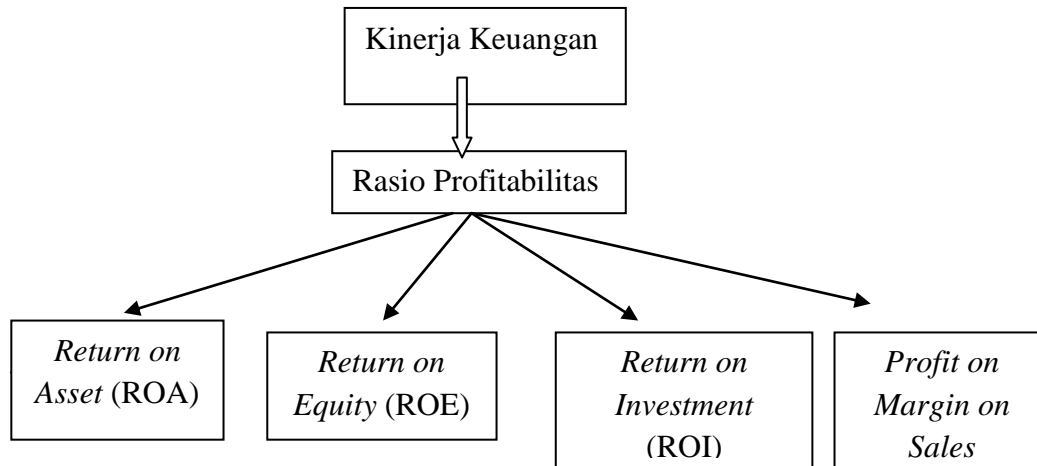 Kinerja Keuangan
Rasio Profitabilitas
Return on
Asset (ROA)
Return on
Equity (ROE)
Return on
Investment
(ROI)
Profit on
Margin on
Sales